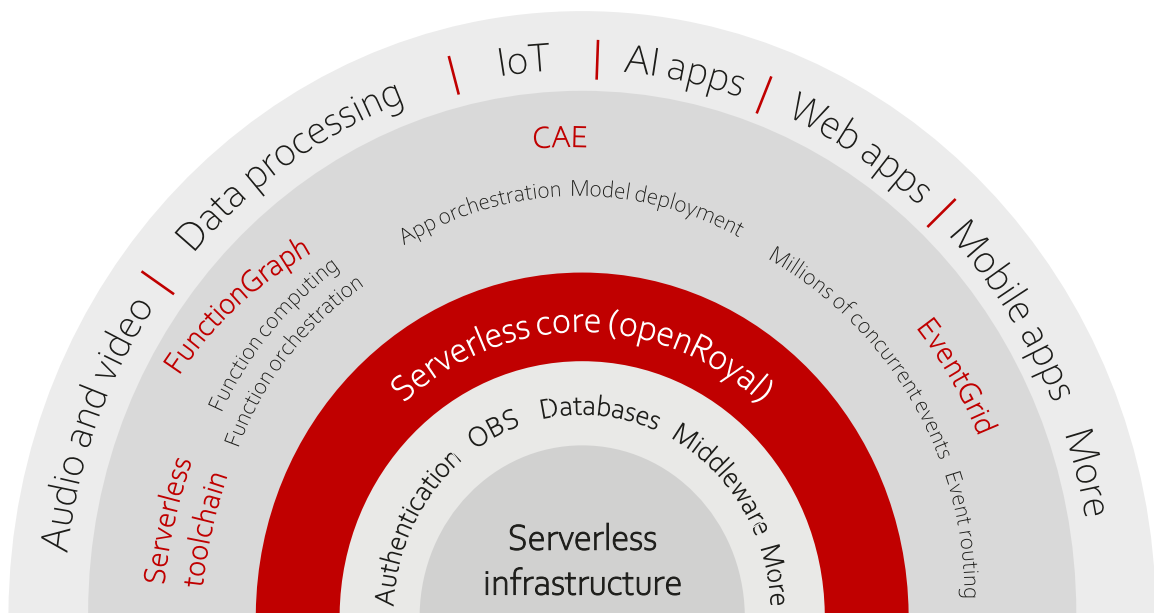 Audio and video | Data processing | IoT | AI apps | Web apps | Mobile apps More
CAE
App orchestration Model deployment
FunctionGraph
Function computing
Function orchestration
Serverless
toolchain
Millions of concurrent events
Event routing
EventGrid
Serverless core (openRoyal)
Authentication OBS Databases Middleware More
Serverless
infrastructure